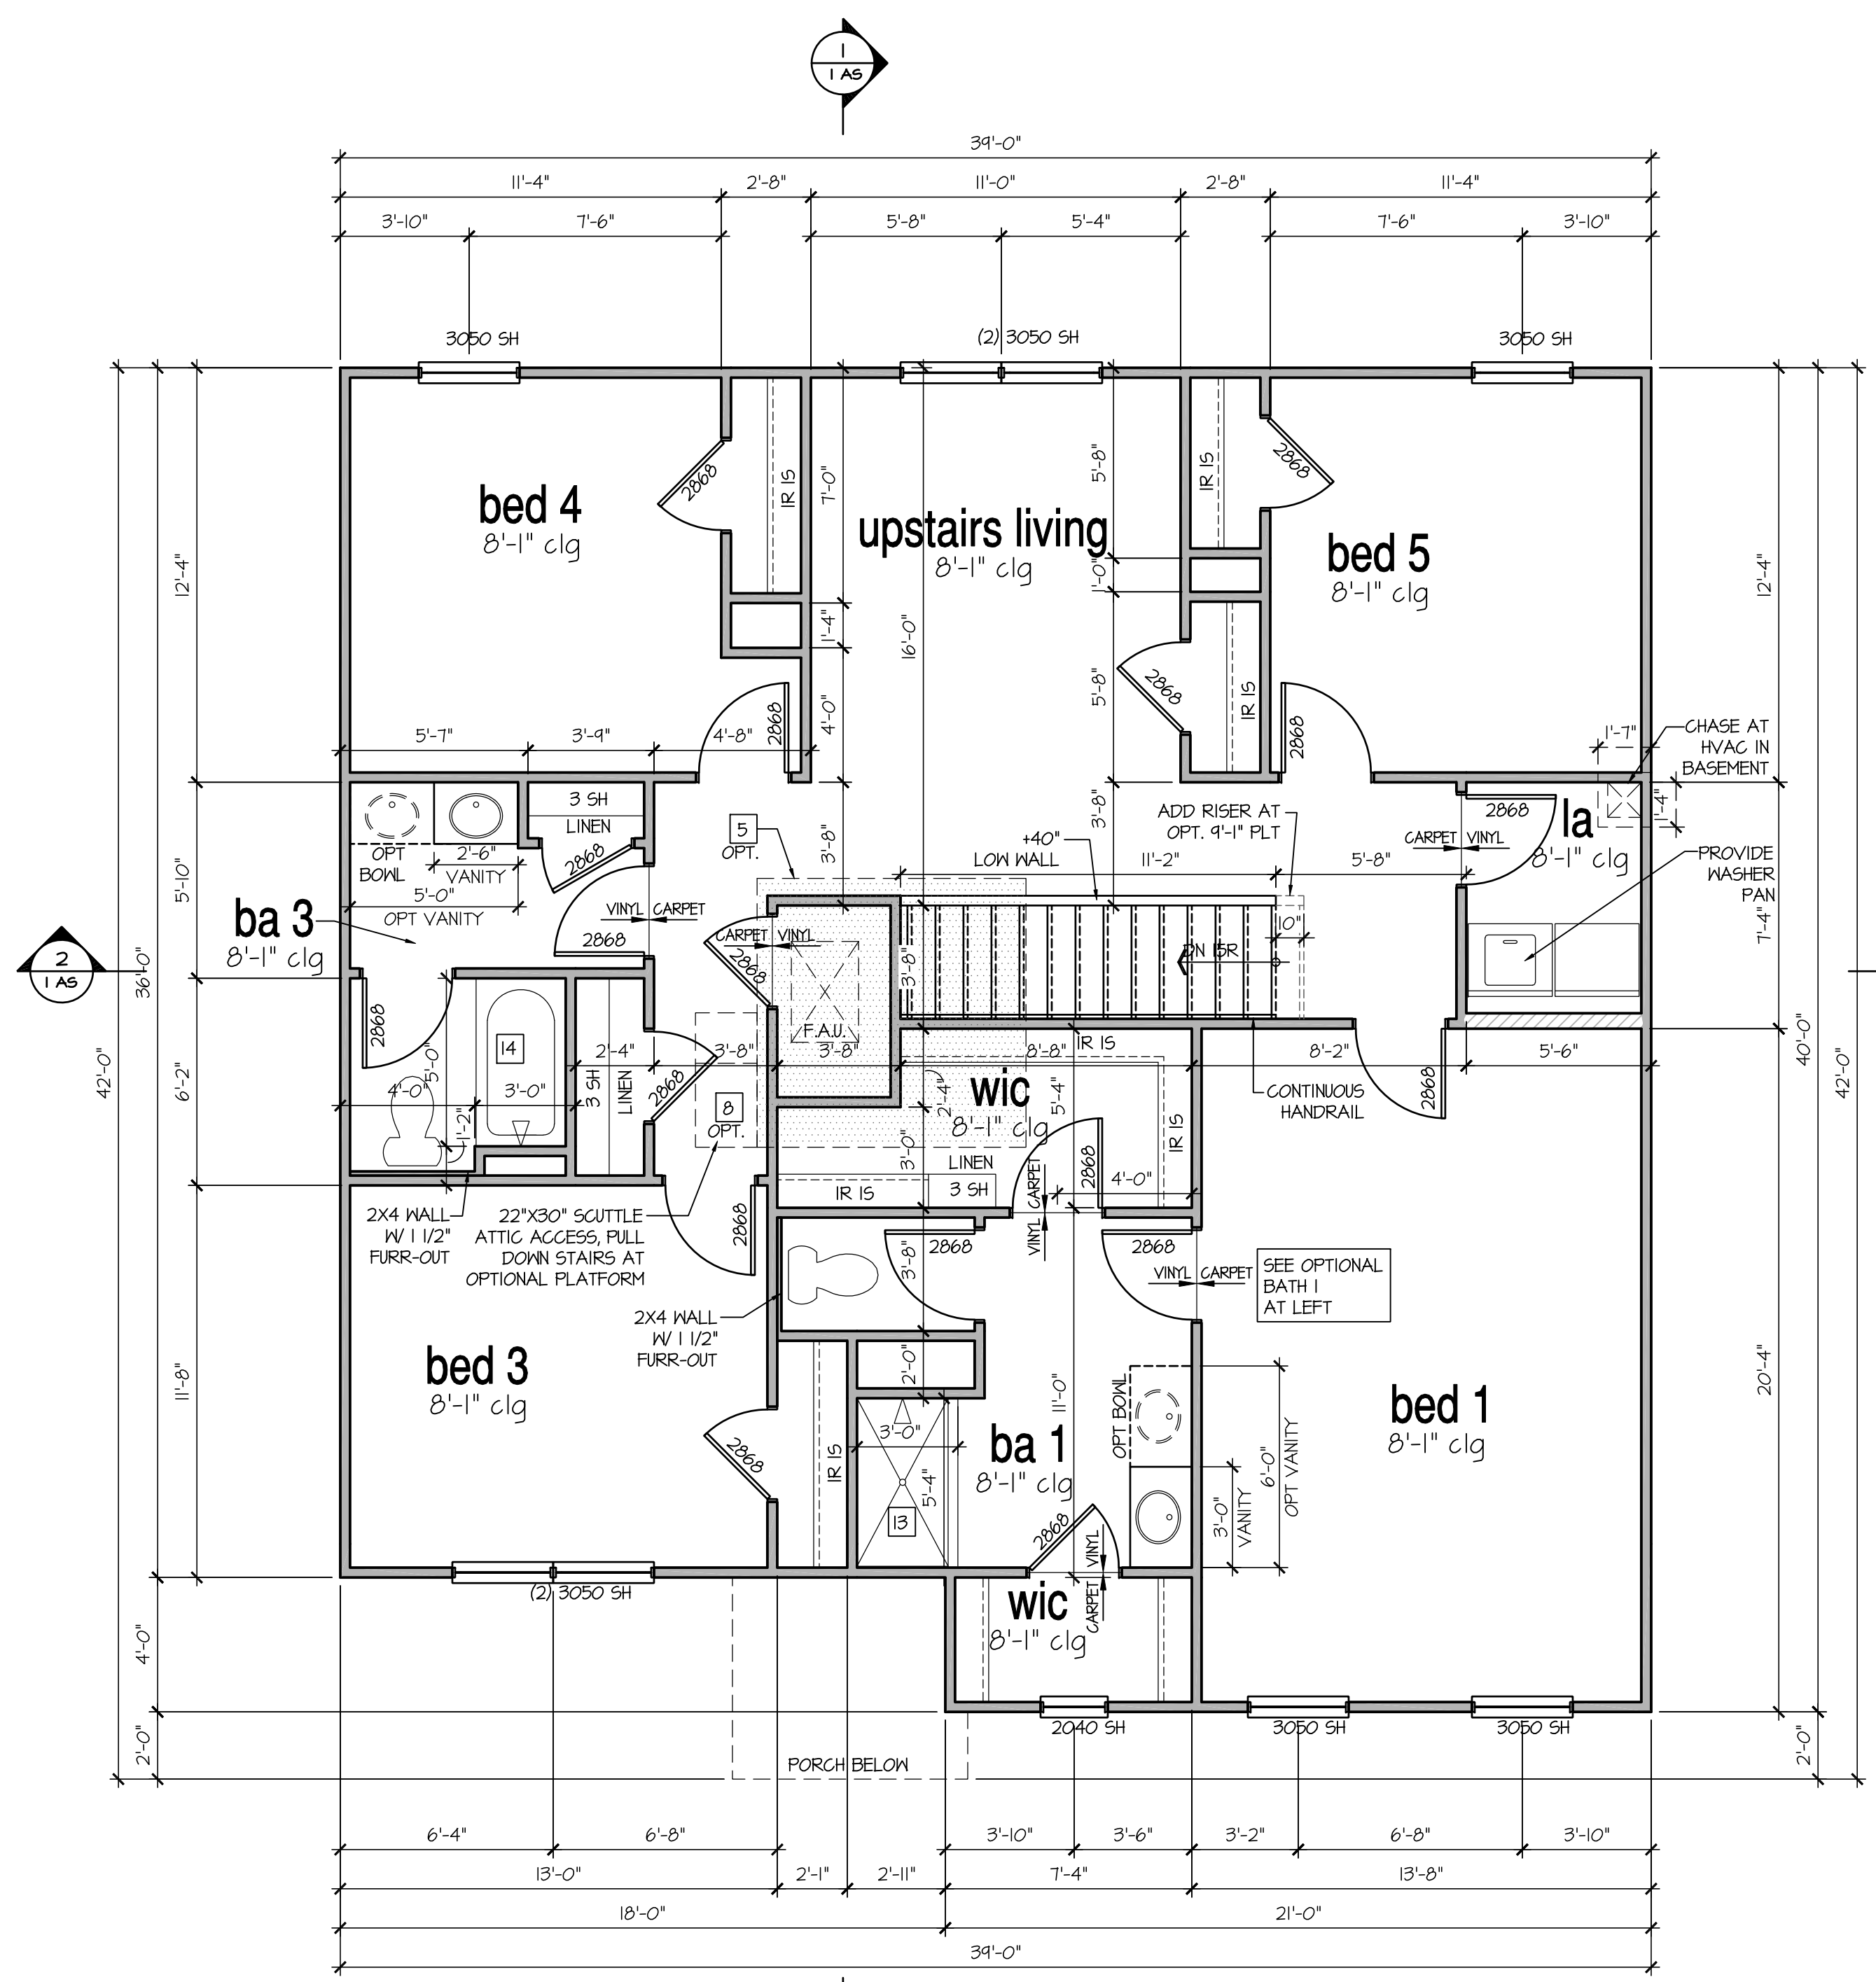 1
1 AS
39'-0"
11'-4"
2'-8"
11'-0"
2'-8"
11'-4"
3'-10"
7'-6"
5'-8"
5'-4"
7'-6"
3'-10"
3050 SH
(2) 3050 SH
3050 SH
bed 4
8'-1" clg
2868
1R 1S
7'-0"
upstairs living
8'-1" clg
5'-8"
1R 1S
2868
bed 5
8'-1" clg
12'-4"
12'-4"
16'-0"
1'-0"
1'-4"
5'-8"
2868
1R 1S
4'-0"
2868
2868
5'-7"
3'-9"
4'-8"
1'-7"
CHASE AT
HVAC IN
BASEMENT
3 SH
LINEN
2868
OPT
BOWL
2'-6"
VANITY
5'-0"
OPT VANITY
5
OPT.
3'-8"
3'-8"
+40"
LOW WALL
ADD RISER AT
OPT. 9'-1" PLT
11'-2"
5'-8"
2868
la
8'-1" clg
1'-4"
CARPET
VINYL
PROVIDE
WASHER
PAN
7'-4"
5'-10"
ba 3
8'-1" clg
VINYL
CARPET
2868
CARPET
VINYL
2868
F.A.U.
3'-8"
DN 15R
10"
2
1 AS
36'-0"
42'-0"
40'-0"
42'-0"
6'-2"
2868
5'-0"
14
4'-0"
3'-0"
1'-2"
2'-4"
3 SH
LINEN
2868
3'-8"
8
OPT.
3'-8"
8'-8"
1R 1S
wic
8'-1" clg
2'-4"
5'-4"
1R 1S
8'-2"
5'-6"
CONTINUOUS
HANDRAIL
2868
3'-0"
LINEN
3 SH
1R 1S
2868
4'-0"
VINYL
CARPET
2X4 WALL
W/ 1 1/2"
FURR-OUT
22"X30" SCUTTLE
ATTIC ACCESS, PULL
DOWN STAIRS AT
OPTIONAL PLATFORM
2868
2868
2868
3'-8"
VINYL
CARPET
SEE OPTIONAL
BATH 1
AT LEFT
2X4 WALL
W/ 1 1/2"
FURR-OUT
bed 3
8'-1" clg
11'-8"
2'-0"
11'-0"
OPT BOWL
20'-4"
bed 1
8'-1" clg
2868
1R 1S
3'-0"
5'-4"
13
ba 1
8'-1" clg
6'-0"
OPT VANITY
3'-0"
VANITY
2868
VINYL
CARPET
(2) 3050 SH
wic
8'-1" clg
4'-0"
2'-0"
2'-0"
2040 SH
3050 SH
3050 SH
PORCH BELOW
6'-4"
6'-8"
3'-10"
3'-6"
3'-2"
6'-8"
3'-10"
13'-0"
2'-1"
2'-11"
7'-4"
13'-8"
18'-0"
21'-0"
39'-0"